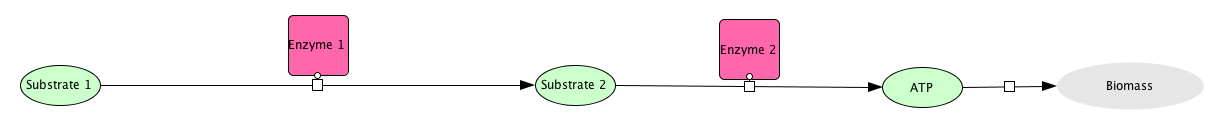 Enzyme 1
Enzyme 2
Substrate 1
Substrate 2
ATP
Biomass